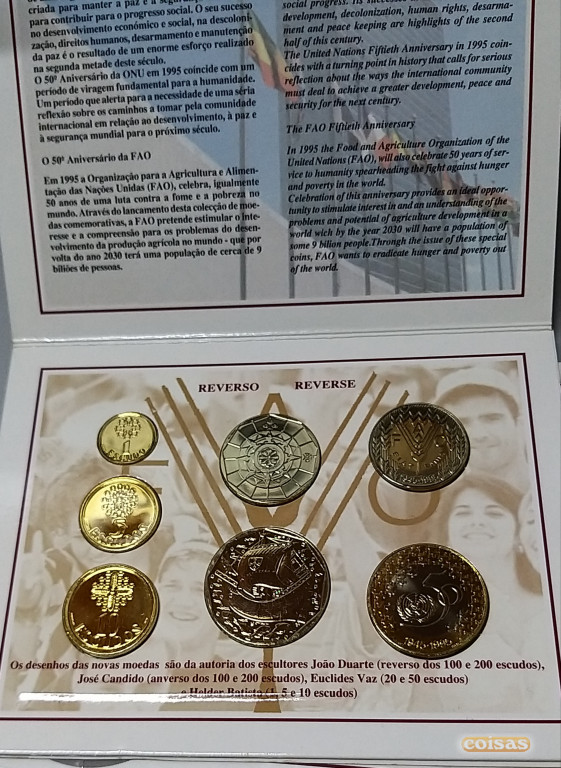 criada para manter a paz e a segurança
para contribuir para o progresso social. O seu sucesso
no desenvolvimento económico e social, na descoloni-
zação, direitos humanos, desarmamento e manutenção
da paz é o resultado de um enorme esforço realizado
na segunda metade deste século.
O 50º Aniversário da ONU em 1995 coincide com um
período de viragem fundamental para a humanidade.
Um período que alerta para a necessidade de uma séria
reflexão sobre os caminhos a tomar pela comunidade
internacional em relação ao desenvolvimento, à paz e
à segurança mundial para o próximo século.
O 50º Aniversário da FAO
Em 1995 a Organização para a Agricultura e Alimen-
tação das Nações Unidas (FAO), celebra, igualmente
50 anos de uma luta contra a fome e a pobreza no
mundo. Através do lançamento desta colecção de moe-
das comemorativas, a FAO pretende estimular o inte-
resse e a compreensão para os problemas do desen-
volvimento da produção agrícola no mundo - que por
volta do ano 2030 terá uma população de cerca de 9
biliões de pessoas.
social progress. Its
development, decolonization, human rights, desarma-
ment and peace keeping are highlights of the second
half of this century.
The United Nations Fiftieth Anniversary in 1995 coin-
cides with a turning point in history that calls for serious
reflection about the ways the international community
must deal to achieve a greater development, peace and
security for the next century.
The FAO Fiftieth Anniversary
In 1995 the Food and Agriculture Organization of the
United Nations (FAO), will also celebrate 50 years of ser-
vice to humanity spearheading the fight against hunger
and poverty in the world.
Celebration of this anniversary provides an ideal oppor-
tunity to stimulate interest in and an understanding of the
problems and potential of agriculture development in a
world wich by the year 2030 will have a population of
some 9 bilion people.Through the issue of these special
coins, FAO wants to eradicate hunger and poverty out
of the world.
REVERSO REVERSE
1
ESCUDO
ESCUDOS
50
1945-1995
Os desenhos das novas moedas são da autoria dos escultores João Duarte (reverso dos 100 e 200 escudos),
José Candido (anverso dos 100 e 200 escudos), Euclides Vaz (20 e 50 escudos)
e Helder Batista (1, 5 e 10 escudos)
coisas